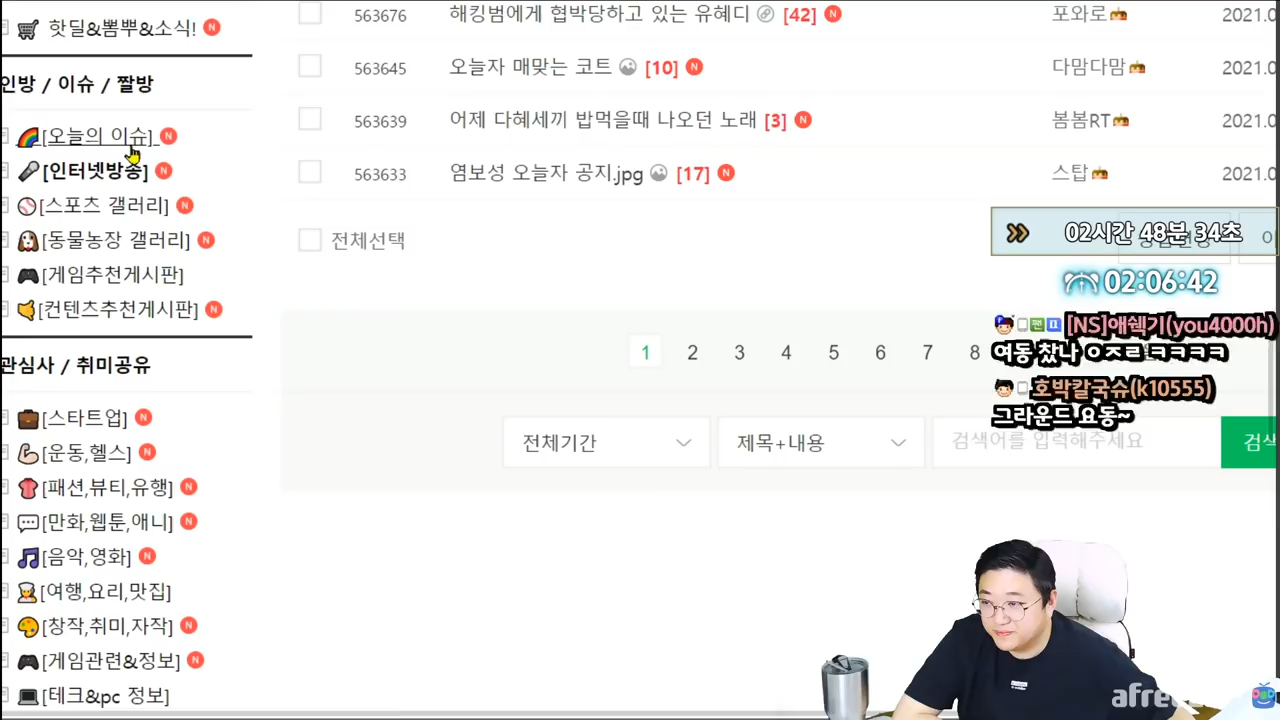 핫딜&뽐뿌&소식! N
인방 / 이슈 / 짤방
[오늘의 이슈] N
[인터넷방송] N
[스포츠 갤러리] N
[동물농장 갤러리] N
[게임추천게시판]
[컨텐츠추천게시판] N
관심사 / 취미공유
[스타트업] N
[운동,헬스] N
[패션,뷰티,유행] N
[만화,웹툰,애니] N
[음악,영화] N
[여행,요리,맛집]
[창작,취미,자작] N
[게임관련&정보] N
[테크&pc 정보]
563676 해킹범에게 협박당하고 있는 유혜디 [42] N 포와로 2021.0
563645 오늘자 매맞는 코트 [10] N 다맘다맘 2021.0
563639 어제 다혜세끼 밥먹을때 나오던 노래 [3] N 봄봄RT 2021.0
563633 염보성 오늘자 공지.jpg [17] N 스탑 2021.0
전체선택
02시간 48분 34초
02:06:42
[NS]애쉑기(you4000h)
여동 찼나 ㅇㅈㄹ ㅋㅋㅋㅋ
호박칼국슈(k10555)
그라운드 요동~
1 2 3 4 5 6 7 8
전체기간 제목+내용 검색어를 입력해주세요 검색
afree